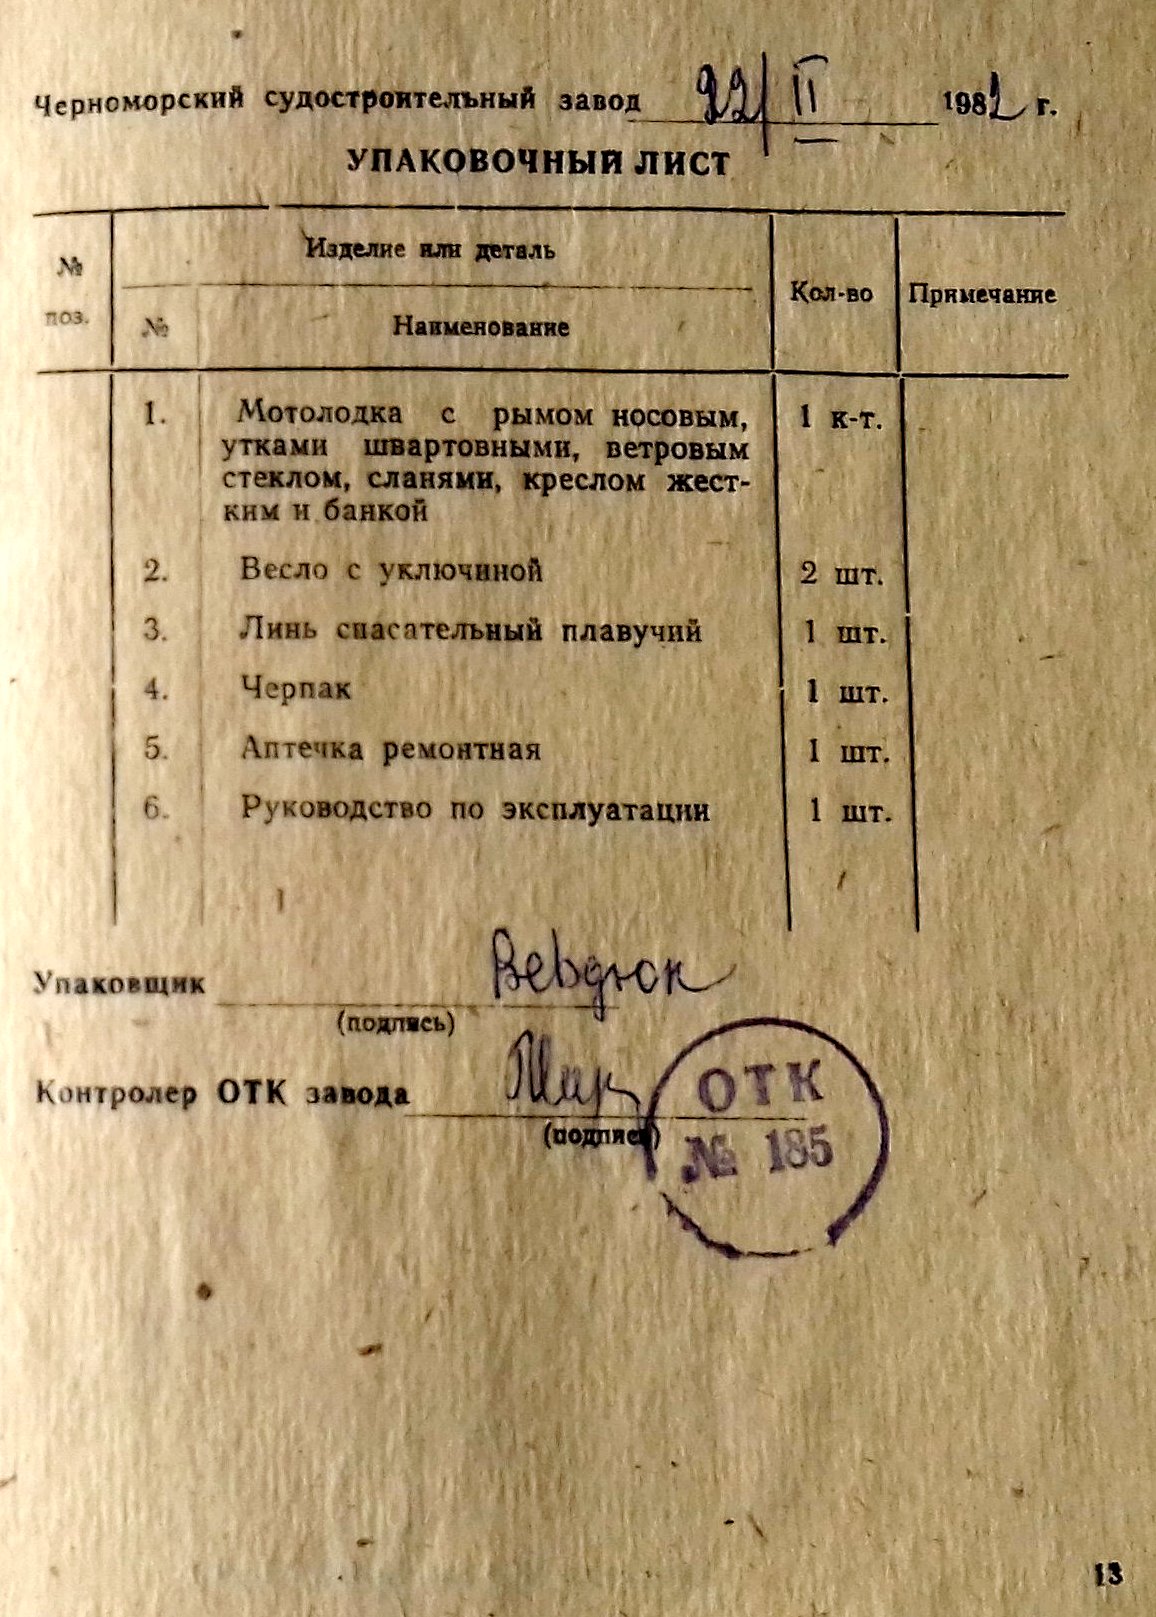 Черноморский судостроительный завод 22/II 1982 г.
УПАКОВОЧНЫЙ ЛИСТ
№ поз.
Изделие или деталь
№
Наименование
Кол-во
Примечание
1. Мотолодка с рымом носовым, 1 к-т.
утками швартовными, ветровым
стеклом, сланями, креслом жест-
ким и банкой
2. Весло с уключиной 2 шт.
3. Линь спасательный плавучий 1 шт.
4. Черпак 1 шт.
5. Аптечка ремонтная 1 шт.
6. Руководство по эксплуатации 1 шт.
Упаковщик
(подпись)
Контролер ОТК завода
(подпись)
ОТК
№ 185
13